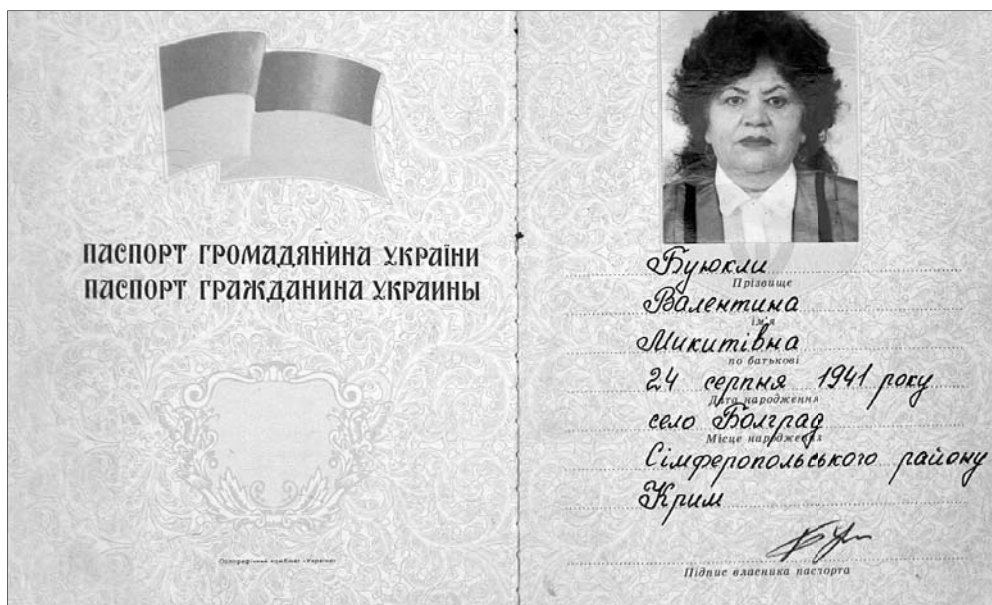 ПАСПОРТ ГРОМАДЯНИНА УКРАЇНИ
ПАСПОРТ ГРАЖДАНИНА УКРАИНЫ
Буюкли
Прізвище
Валентина
ім'я
Микитівна
по батькові
24 серпня 1941 року
Дата народження
село Болград
Місце народження
Сімферопольського району
Крим
Підпис власника паспорта